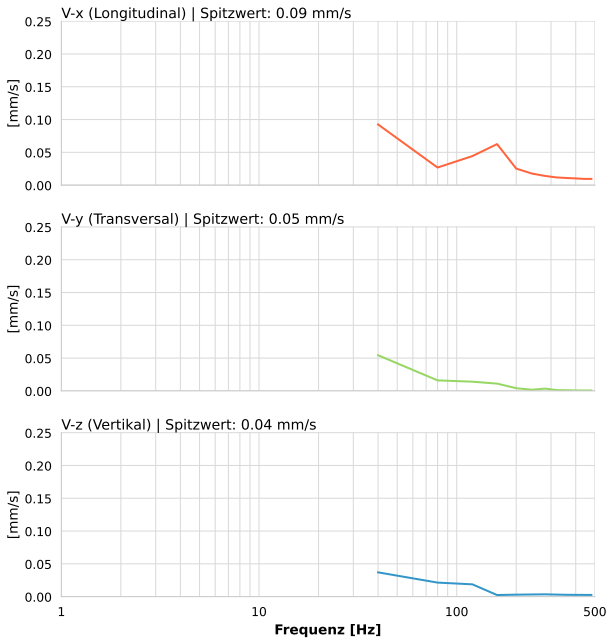 V-x (Longitudinal) | Spitzwert: 0.09 mm/s
0.25
0.20
0.15
0.10
0.05
0.00
[mm/s]
V-y (Transversal) | Spitzwert: 0.05 mm/s
0.25
0.20
0.15
0.10
0.05
0.00
[mm/s]
V-z (Vertikal) | Spitzwert: 0.04 mm/s
0.25
0.20
0.15
0.10
0.05
0.00
[mm/s]
1 10 100 500
Frequenz [Hz]